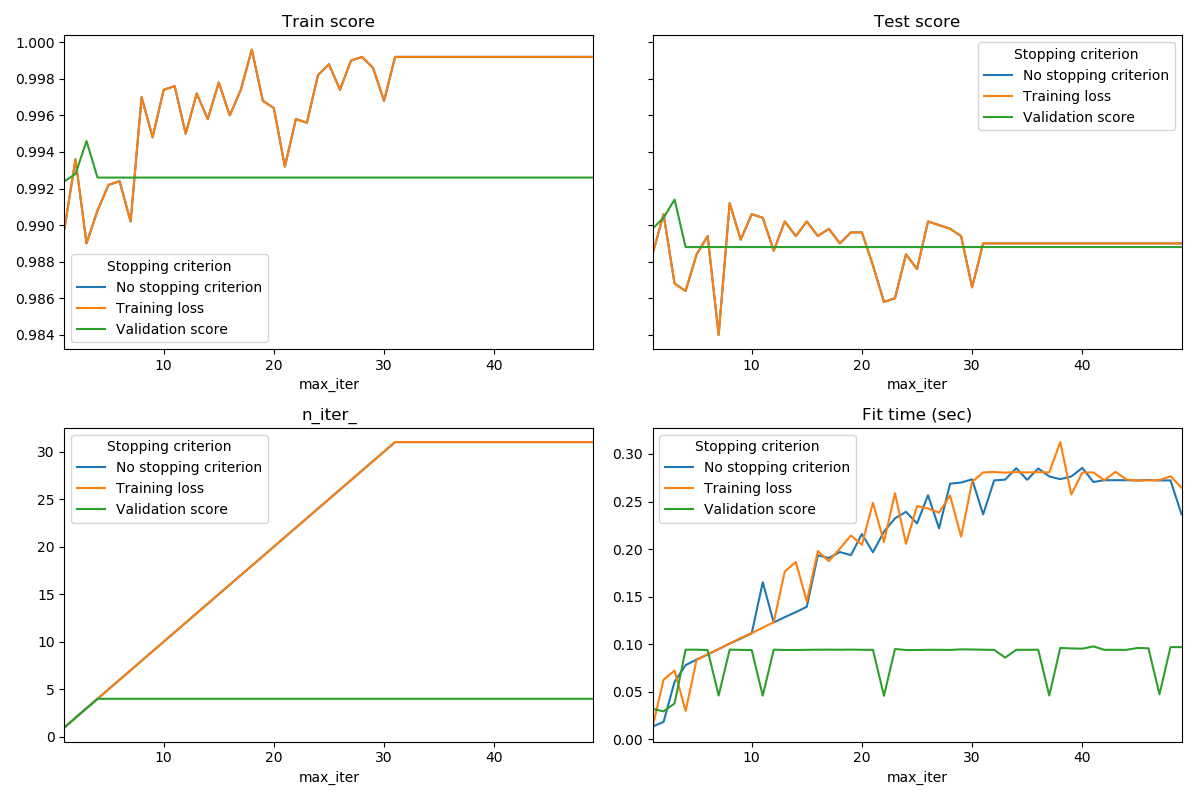 Train score
1.000
0.998
0.996
0.994
0.992
0.990
0.988
0.986
0.984
Stopping criterion
No stopping criterion
Training loss
Validation score
10
20
30
40
max_iter
Test score
Stopping criterion
No stopping criterion
Training loss
Validation score
10
20
30
40
max_iter
n_iter_
30
25
20
15
10
5
0
Stopping criterion
No stopping criterion
Training loss
Validation score
10
20
30
40
max_iter
Fit time (sec)
0.30
0.25
0.20
0.15
0.10
0.05
0.00
Stopping criterion
No stopping criterion
Training loss
Validation score
10
20
30
40
max_iter